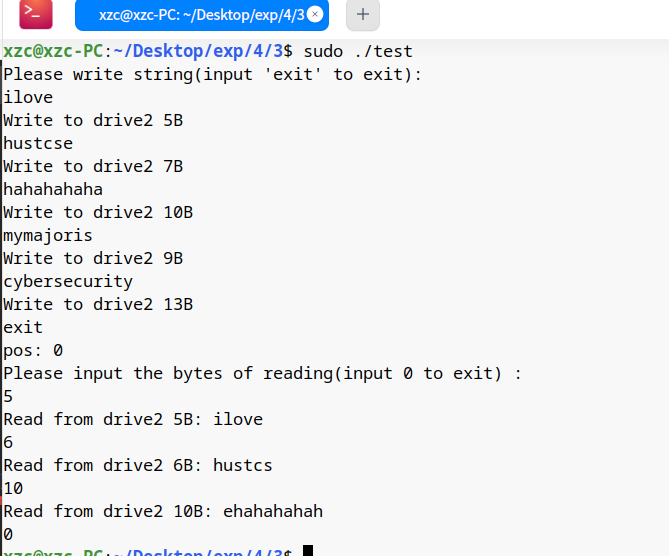 xzc@xzc-PC: ~/Desktop/exp/4/3
xzc@xzc-PC:~/Desktop/exp/4/3$ sudo ./test
Please write string(input 'exit' to exit):
ilove
Write to drive2 5B
hustcse
Write to drive2 7B
hahahahaha
Write to drive2 10B
mymajoris
Write to drive2 9B
cybersecurity
Write to drive2 13B
exit
pos: 0
Please input the bytes of reading(input 0 to exit) :
5
Read from drive2 5B: ilove
6
Read from drive2 6B: hustcs
10
Read from drive2 10B: ehahahahah
0
xzc@xzc-PC:~/Desktop/exp/4/3$